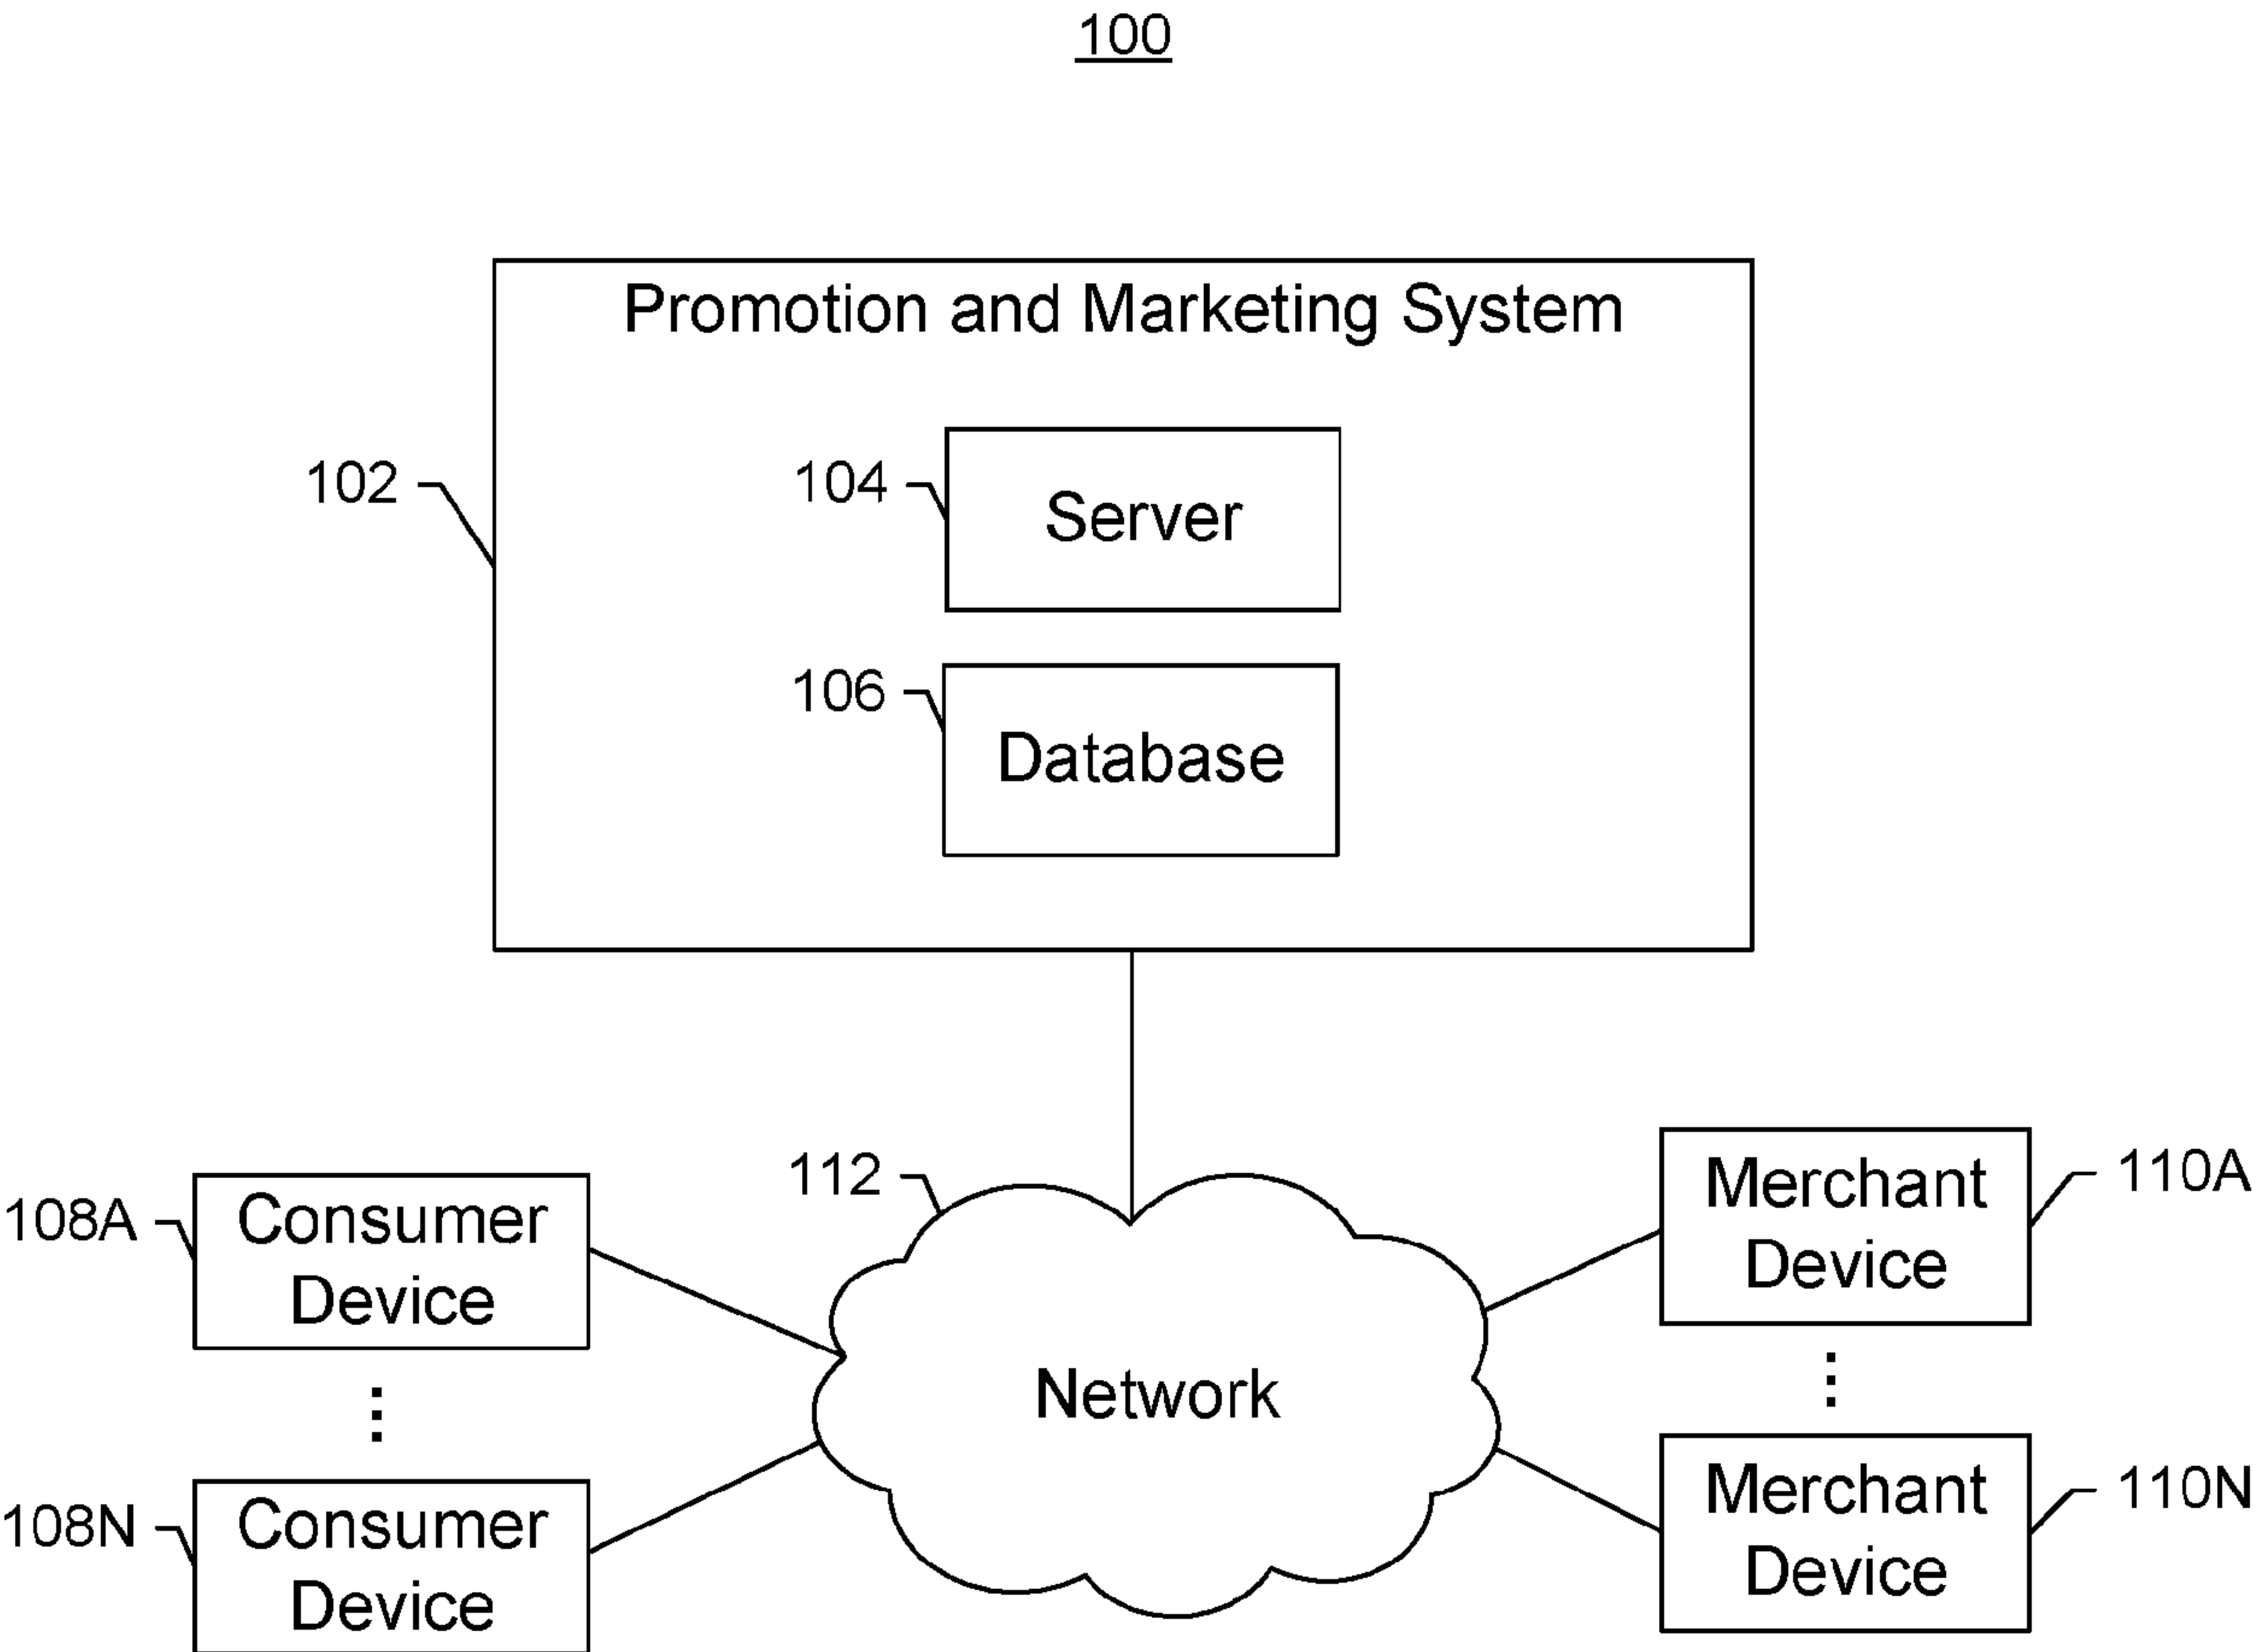 100
Promotion and Marketing System
102
104
Server
106
Database
112
108A
Consumer
Device
108N
Consumer
Device
Network
Merchant
Device
110A
Merchant
Device
110N